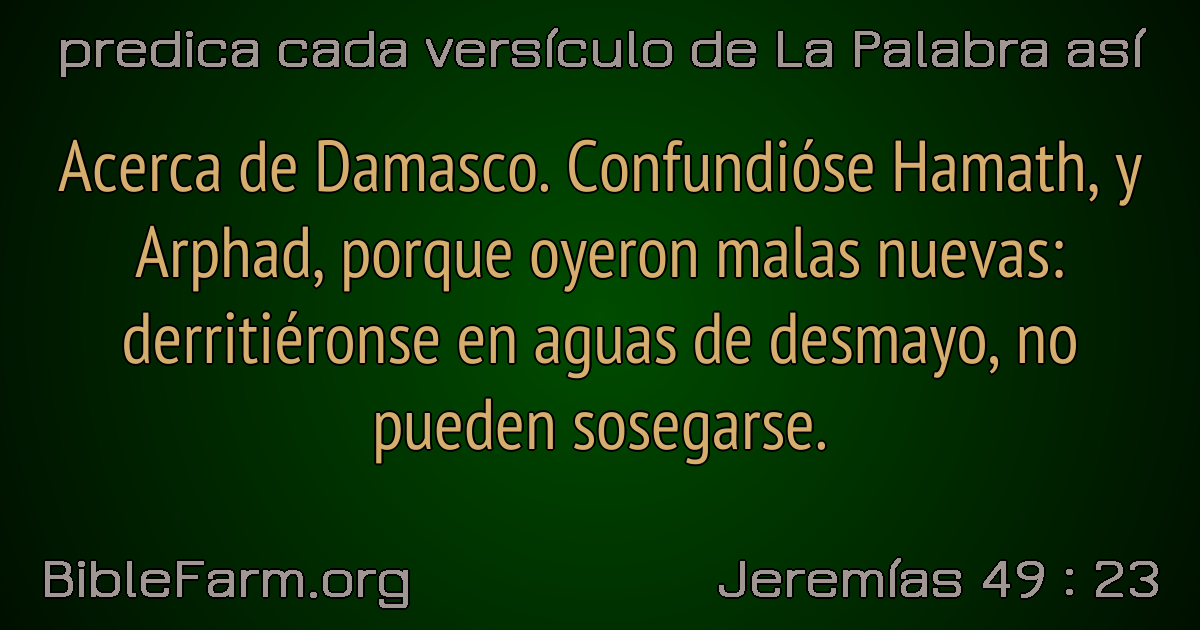 predica cada versículo de La Palabra así
Acerca de Damasco. Confundióse Hamath, y
Arphad, porque oyeron malas nuevas:
derritiéronse en aguas de desmayo, no
pueden sosegarse.
BibleFarm.org
Jeremías 49 : 23